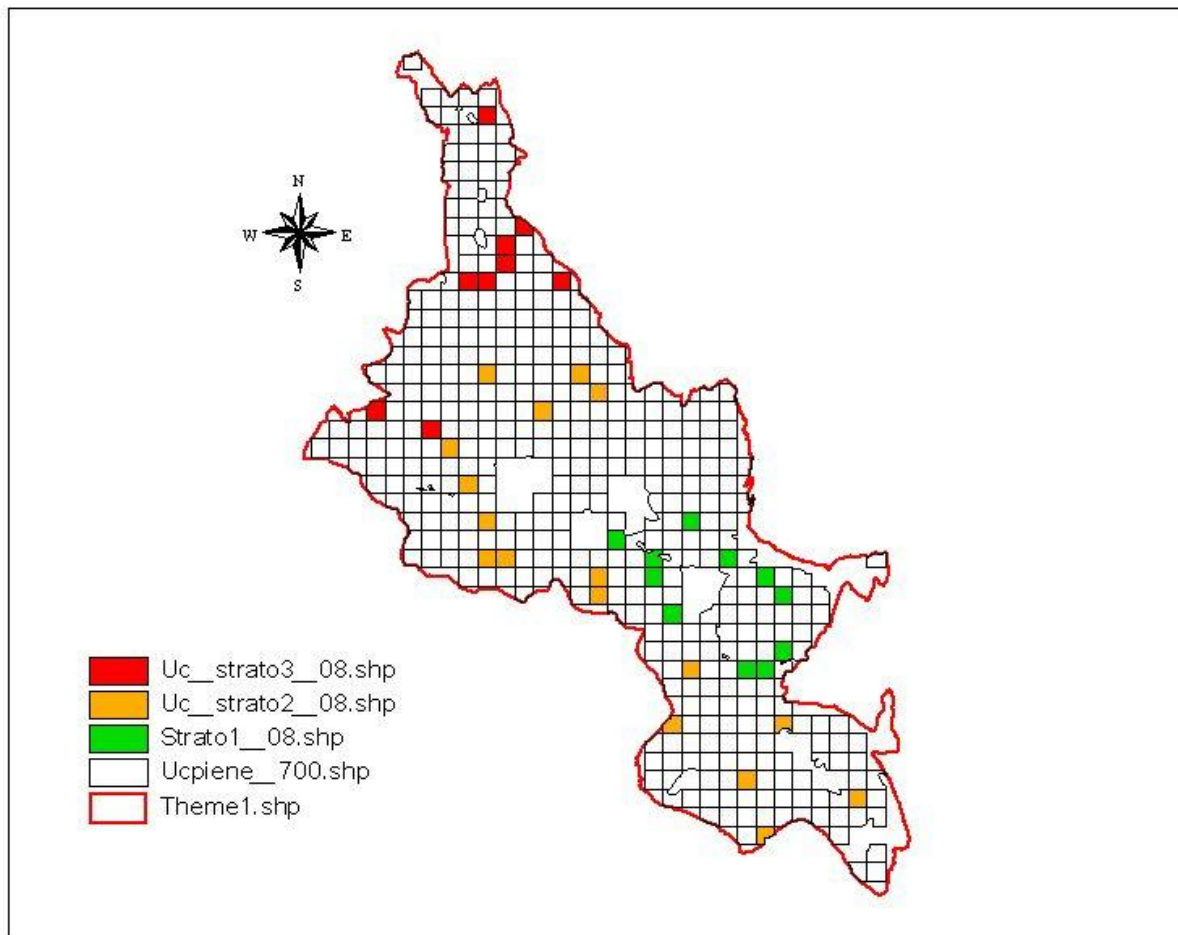 N
W E
S
Uc__strato3__08.shp
Uc__strato2__08.shp
Strato1__08.shp
Ucpiene__700.shp
Theme1.shp